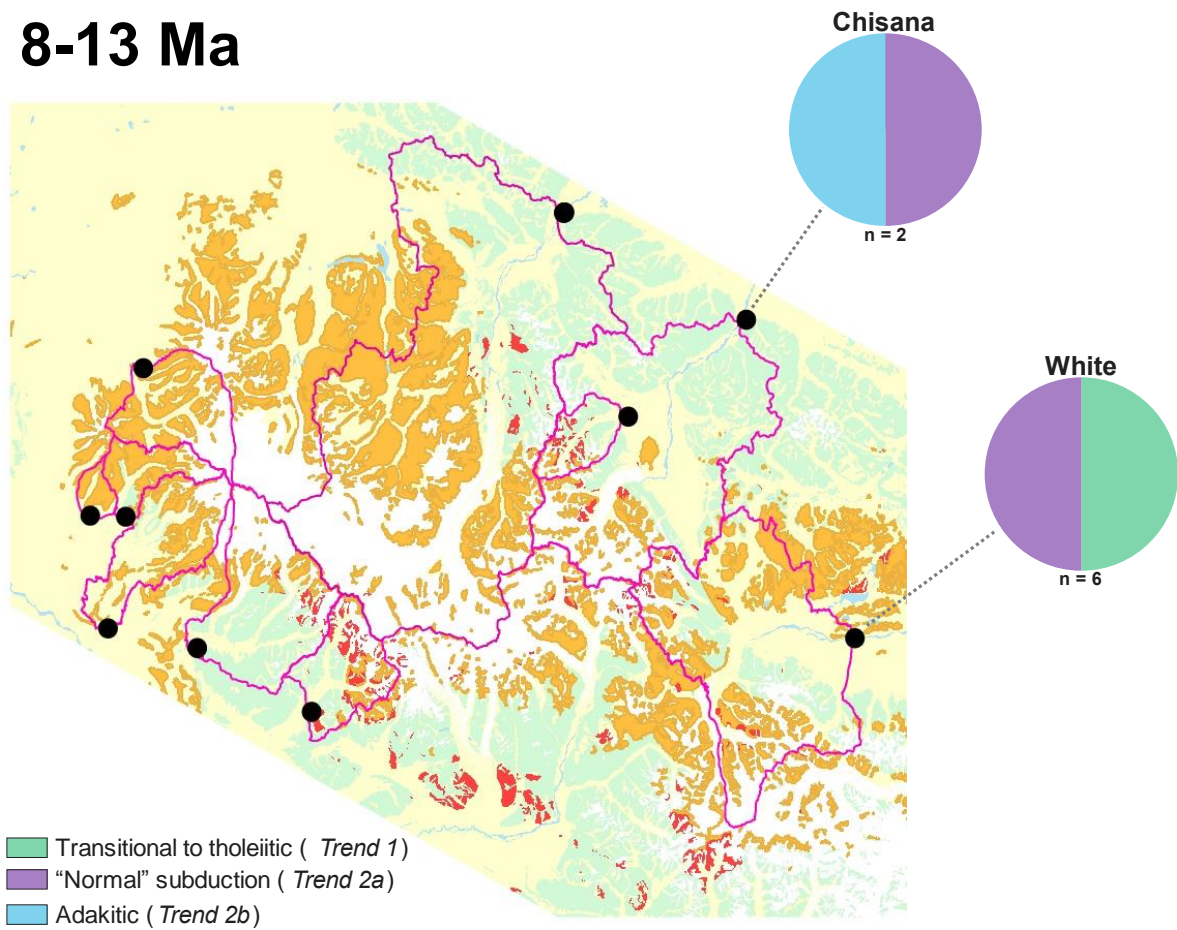 8-13 Ma
Chisana
n = 2
White
n = 6
Transitional to tholeiitic ( Trend 1)
“Normal” subduction ( Trend 2a)
Adakitic ( Trend 2b)